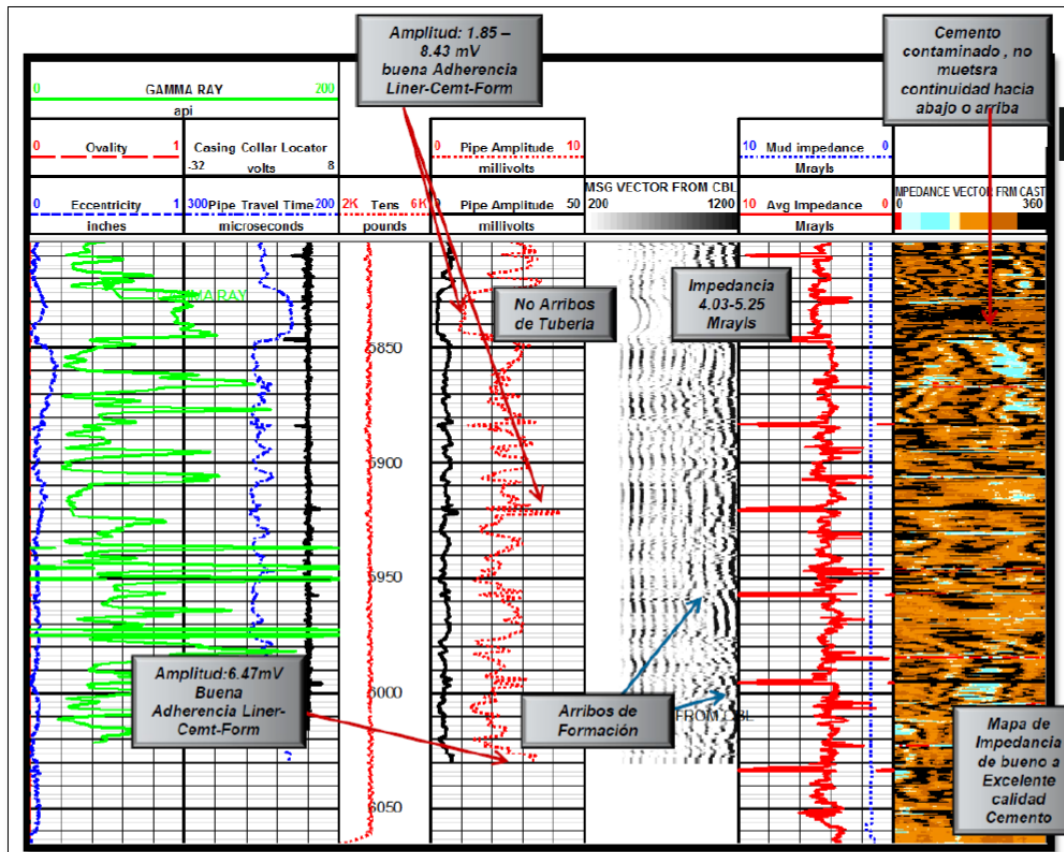 Amplitud: 1.85 –
8.43 mV
buena Adherencia
Liner-Cemt-Form
Cemento
contaminado , no
muetsra
continuidad hacia
abajo o arriba
0 GAMMA RAY 200
api
0 Ovality 1
Casing Collar Locator
-32 volts 8
0 Pipe Amplitude 10
millivolts
10 Mud impedance 0
Mrayls
0 Eccentricity 1
inches
300 Pipe Travel Time 200
microseconds
2K Tens 6K
pounds
0 Pipe Amplitude 50
millivolts
MSG VECTOR FROM CBL
200 1200
10 Avg Impedance 0
Mrayls
MPEDANCE VECTOR FRM CAST
0 360
MA RAY
No Arribos
de Tuberia
Impedancia
4.03-5.25
Mrayls
5850
5900
5950
6000
6050
Amplitud:6.47mV
Buena
Adherencia Liner-
Cemt-Form
Arribos de
Formación
FROM CBL
Mapa de
Impedancia
de bueno a
Excelente
calidad
Cemento